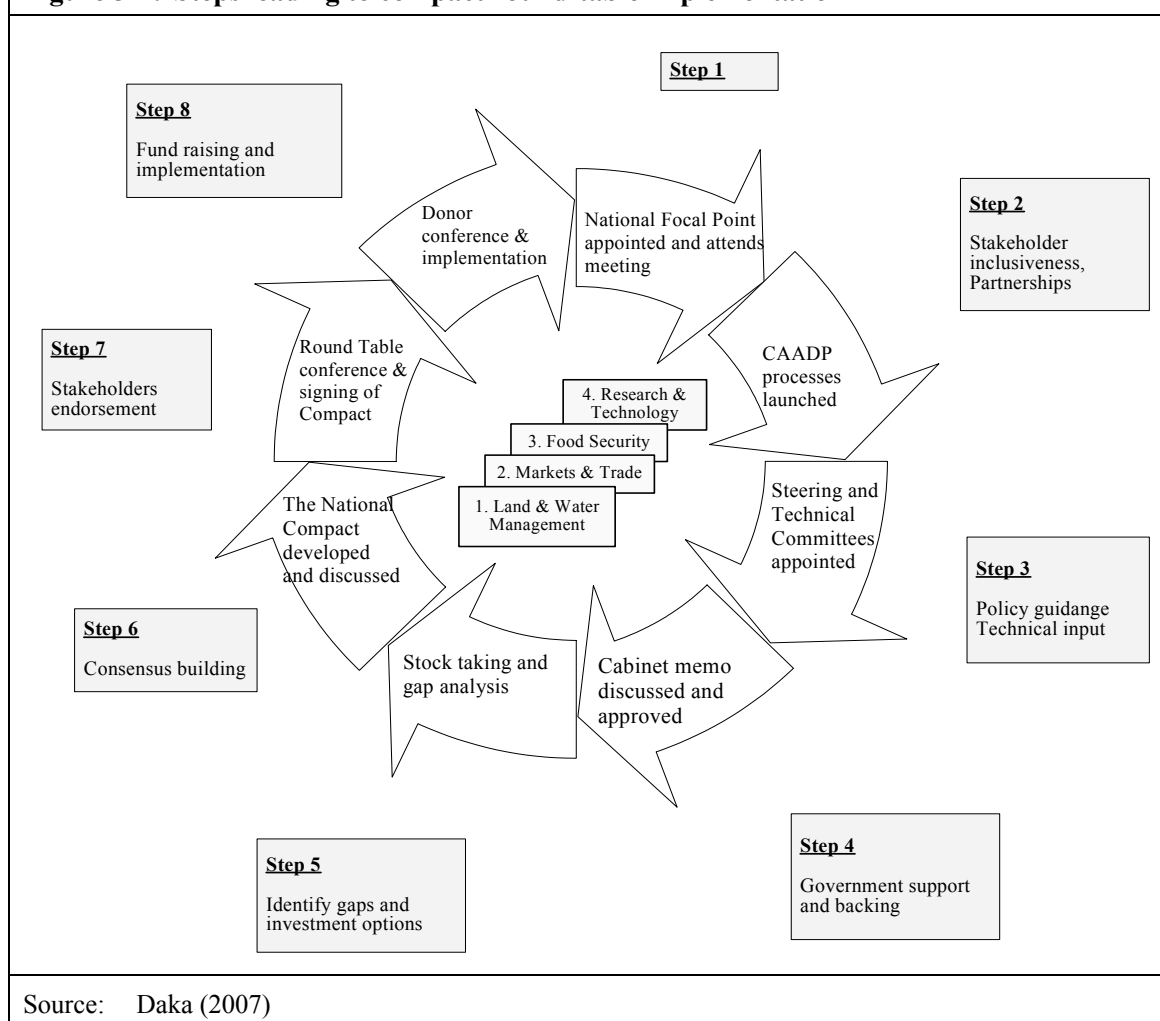 Step 1
Step 8
Fund raising and
implementation
Donor
conference &
implementation
National Focal Point
appointed and attends
meeting
Step 2
Stakeholder
inclusiveness,
Partnerships
Step 7
Stakeholders
endorsement
Round Table
conference &
signing of
Compact
CAADP
processes
launched
4. Research &
Technology
3. Food Security
2. Markets & Trade
1. Land & Water
Management
The National
Compact
developed
and discussed
Steering and
Technical
Committees
appointed
Step 3
Policy guidange
Technical input
Step 6
Consensus building
Stock taking and
gap analysis
Cabinet memo
discussed and
approved
Step 5
Identify gaps and
investment options
Step 4
Government support
and backing
Source: Daka (2007)